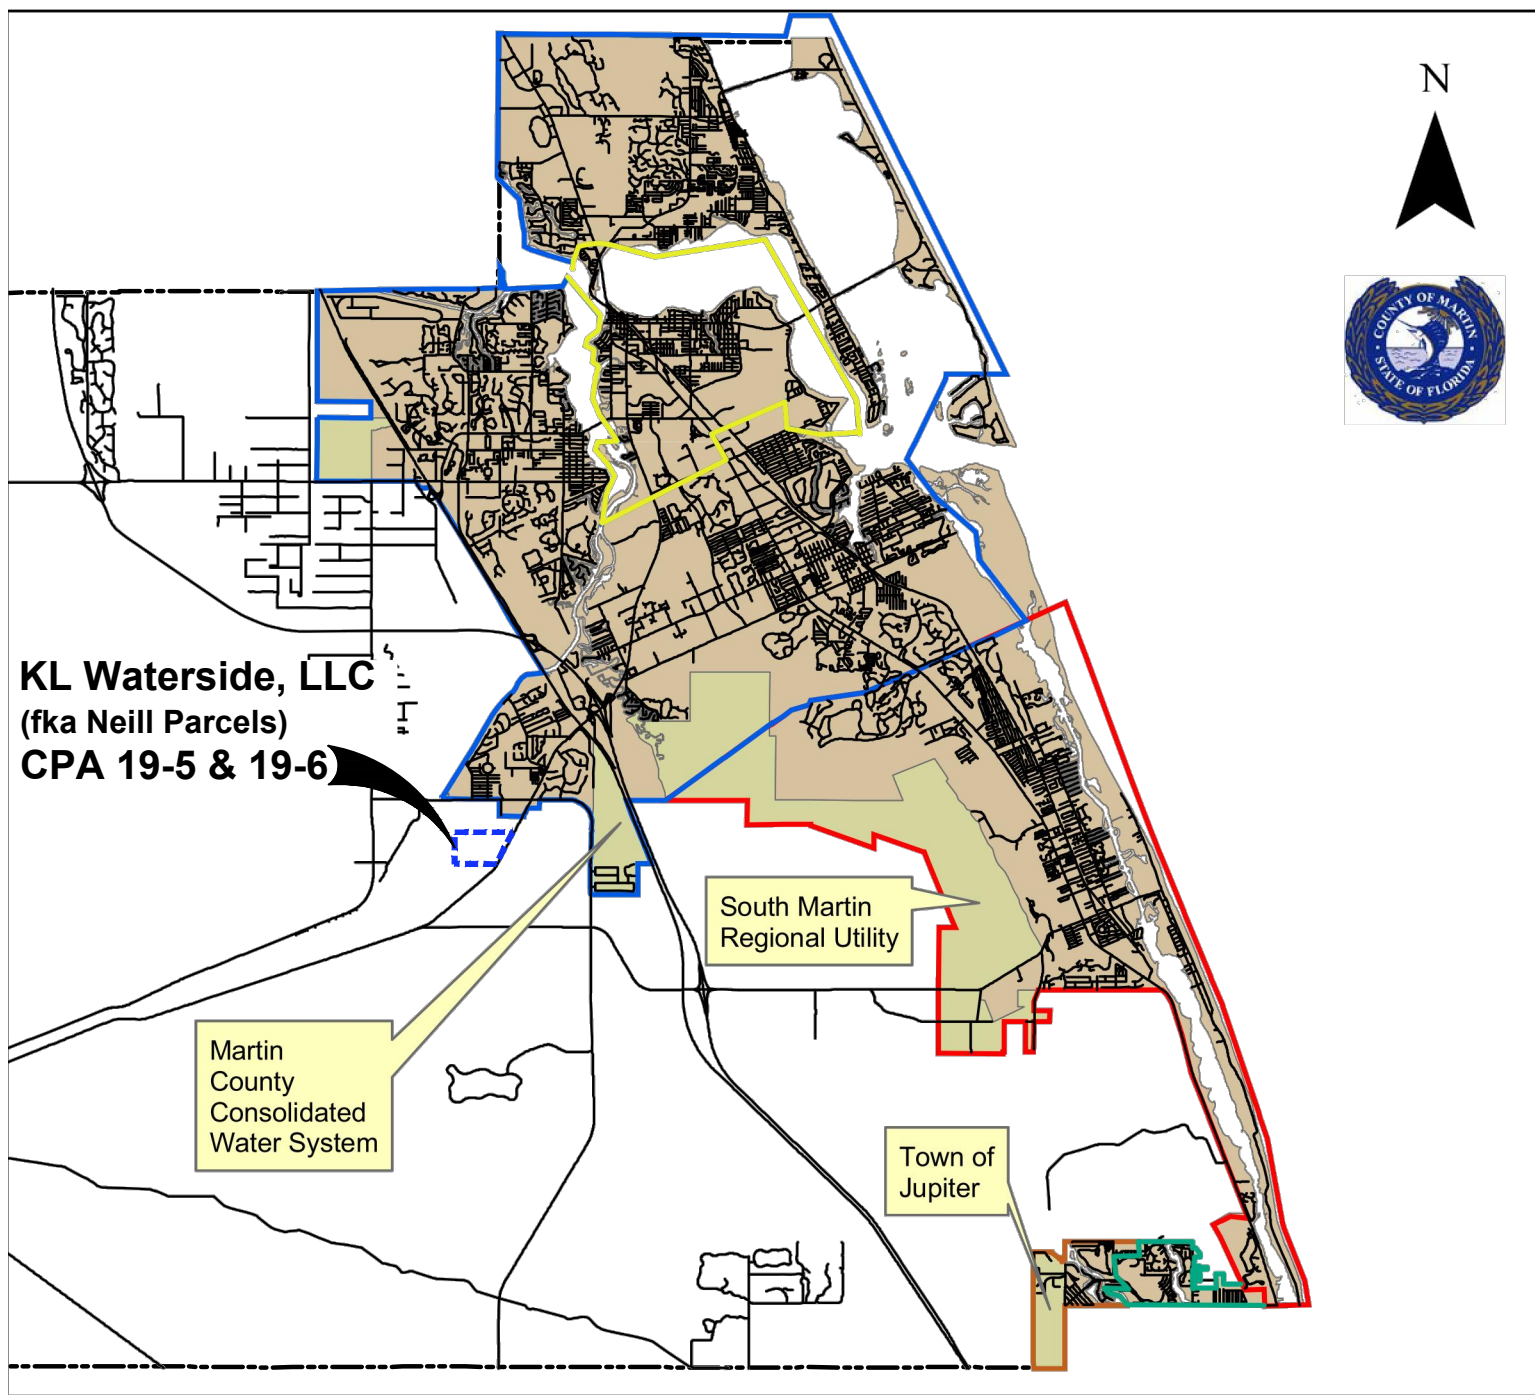 N
COUNTY OF MARTIN
STATE OF FLORIDA
KL Waterside, LLC
(fka Neill Parcels)
CPA 19-5 & 19-6
South Martin
Regional Utility
Martin
County
Consolidated
Water System
Town of
Jupiter